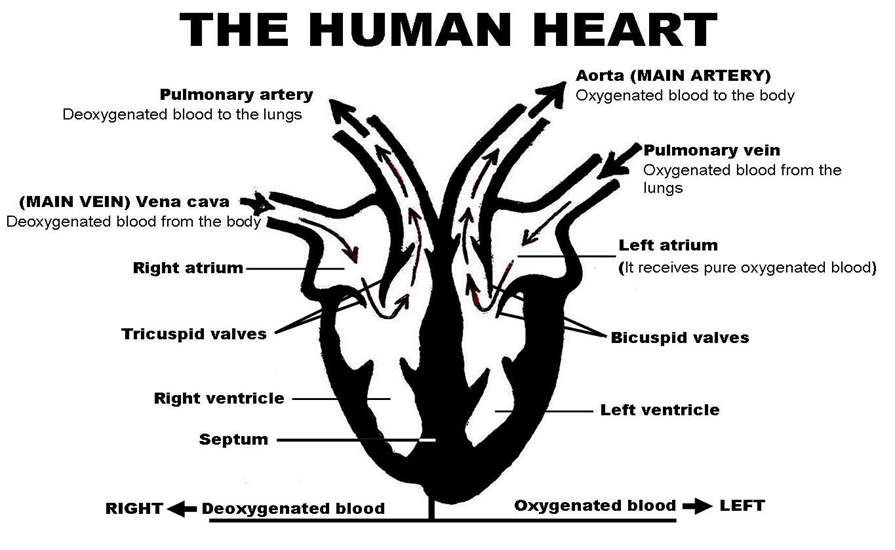 THE HUMAN HEART
Pulmonary artery
Deoxygenated blood to the lungs
Aorta (MAIN ARTERY)
Oxygenated blood to the body
Pulmonary vein
Oxygenated blood from the
lungs
(MAIN VEIN) Vena cava
Deoxygenated blood from the body
Left atrium
(It receives pure oxygenated blood)
Right atrium
Tricuspid valves
Bicuspid valves
Right ventricle
Left ventricle
Septum
RIGHT Deoxygenated blood
Oxygenated blood LEFT